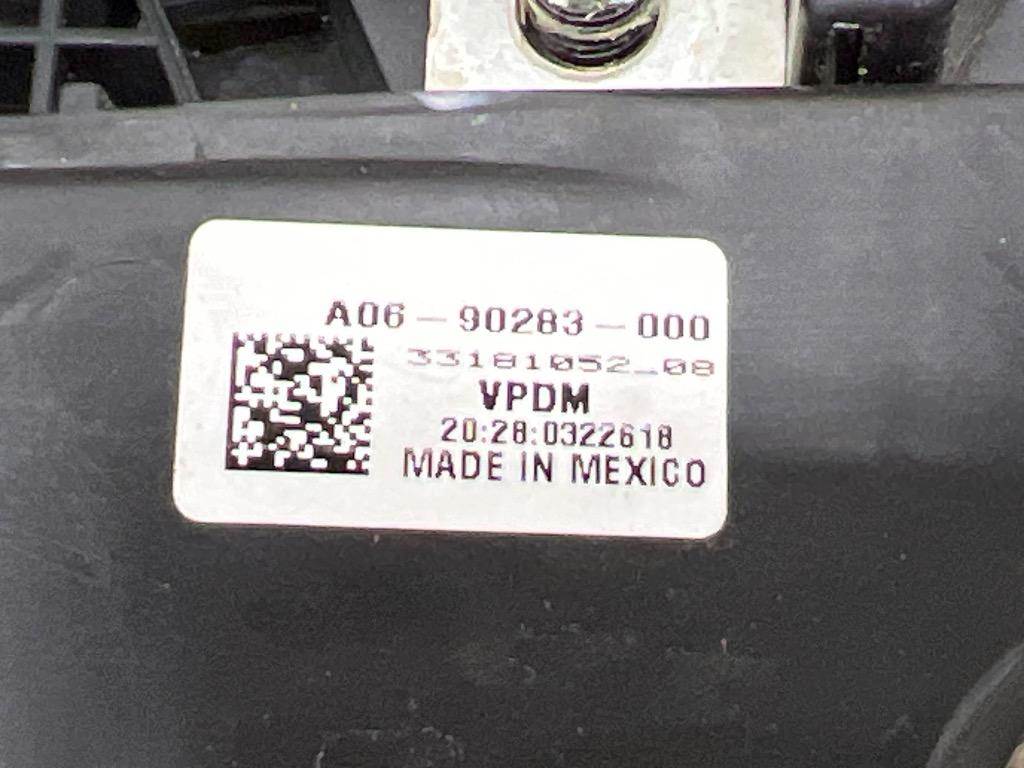 A06-90283-000
33181052_08
VPDM
20:28:0322618
MADE IN MEXICO